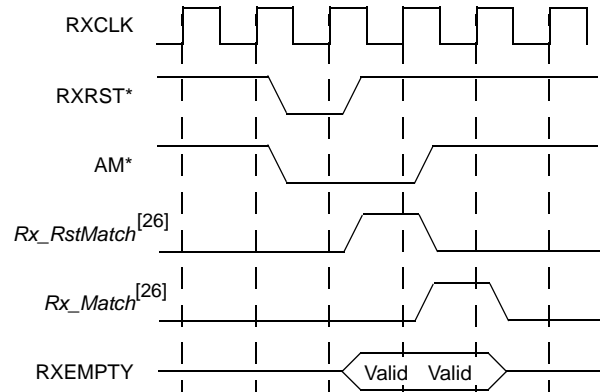 RXCLK
RXRST*
AM*
Rx_RstMatch[26]
Rx_Match[26]
RXEMPTY Valid Valid